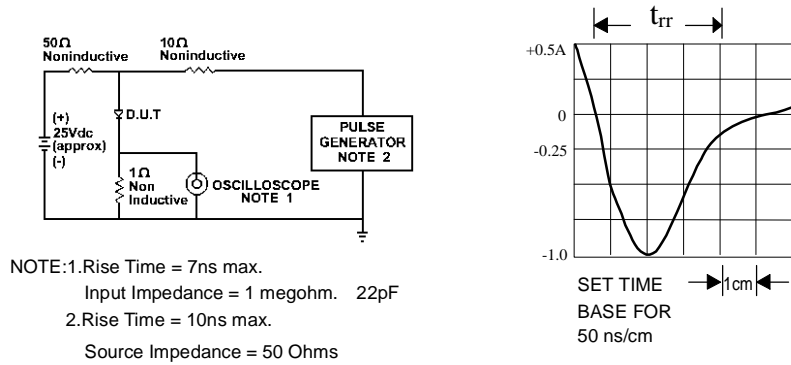 50Ω
Noninductive
10Ω
Noninductive
D.U.T
(+)
25Vdc
(approx)
(-)
1Ω
Non
Inductive
OSCILLOSCOPE
NOTE 1
PULSE
GENERATOR
NOTE 2
NOTE:1.Rise Time = 7ns max.
Input Impedance = 1 megohm. 22pF
2.Rise Time = 10ns max.
Source Impedance = 50 Ohms
trr
+0.5A
0
-0.25
-1.0
SET TIME
BASE FOR
50 ns/cm
1cm